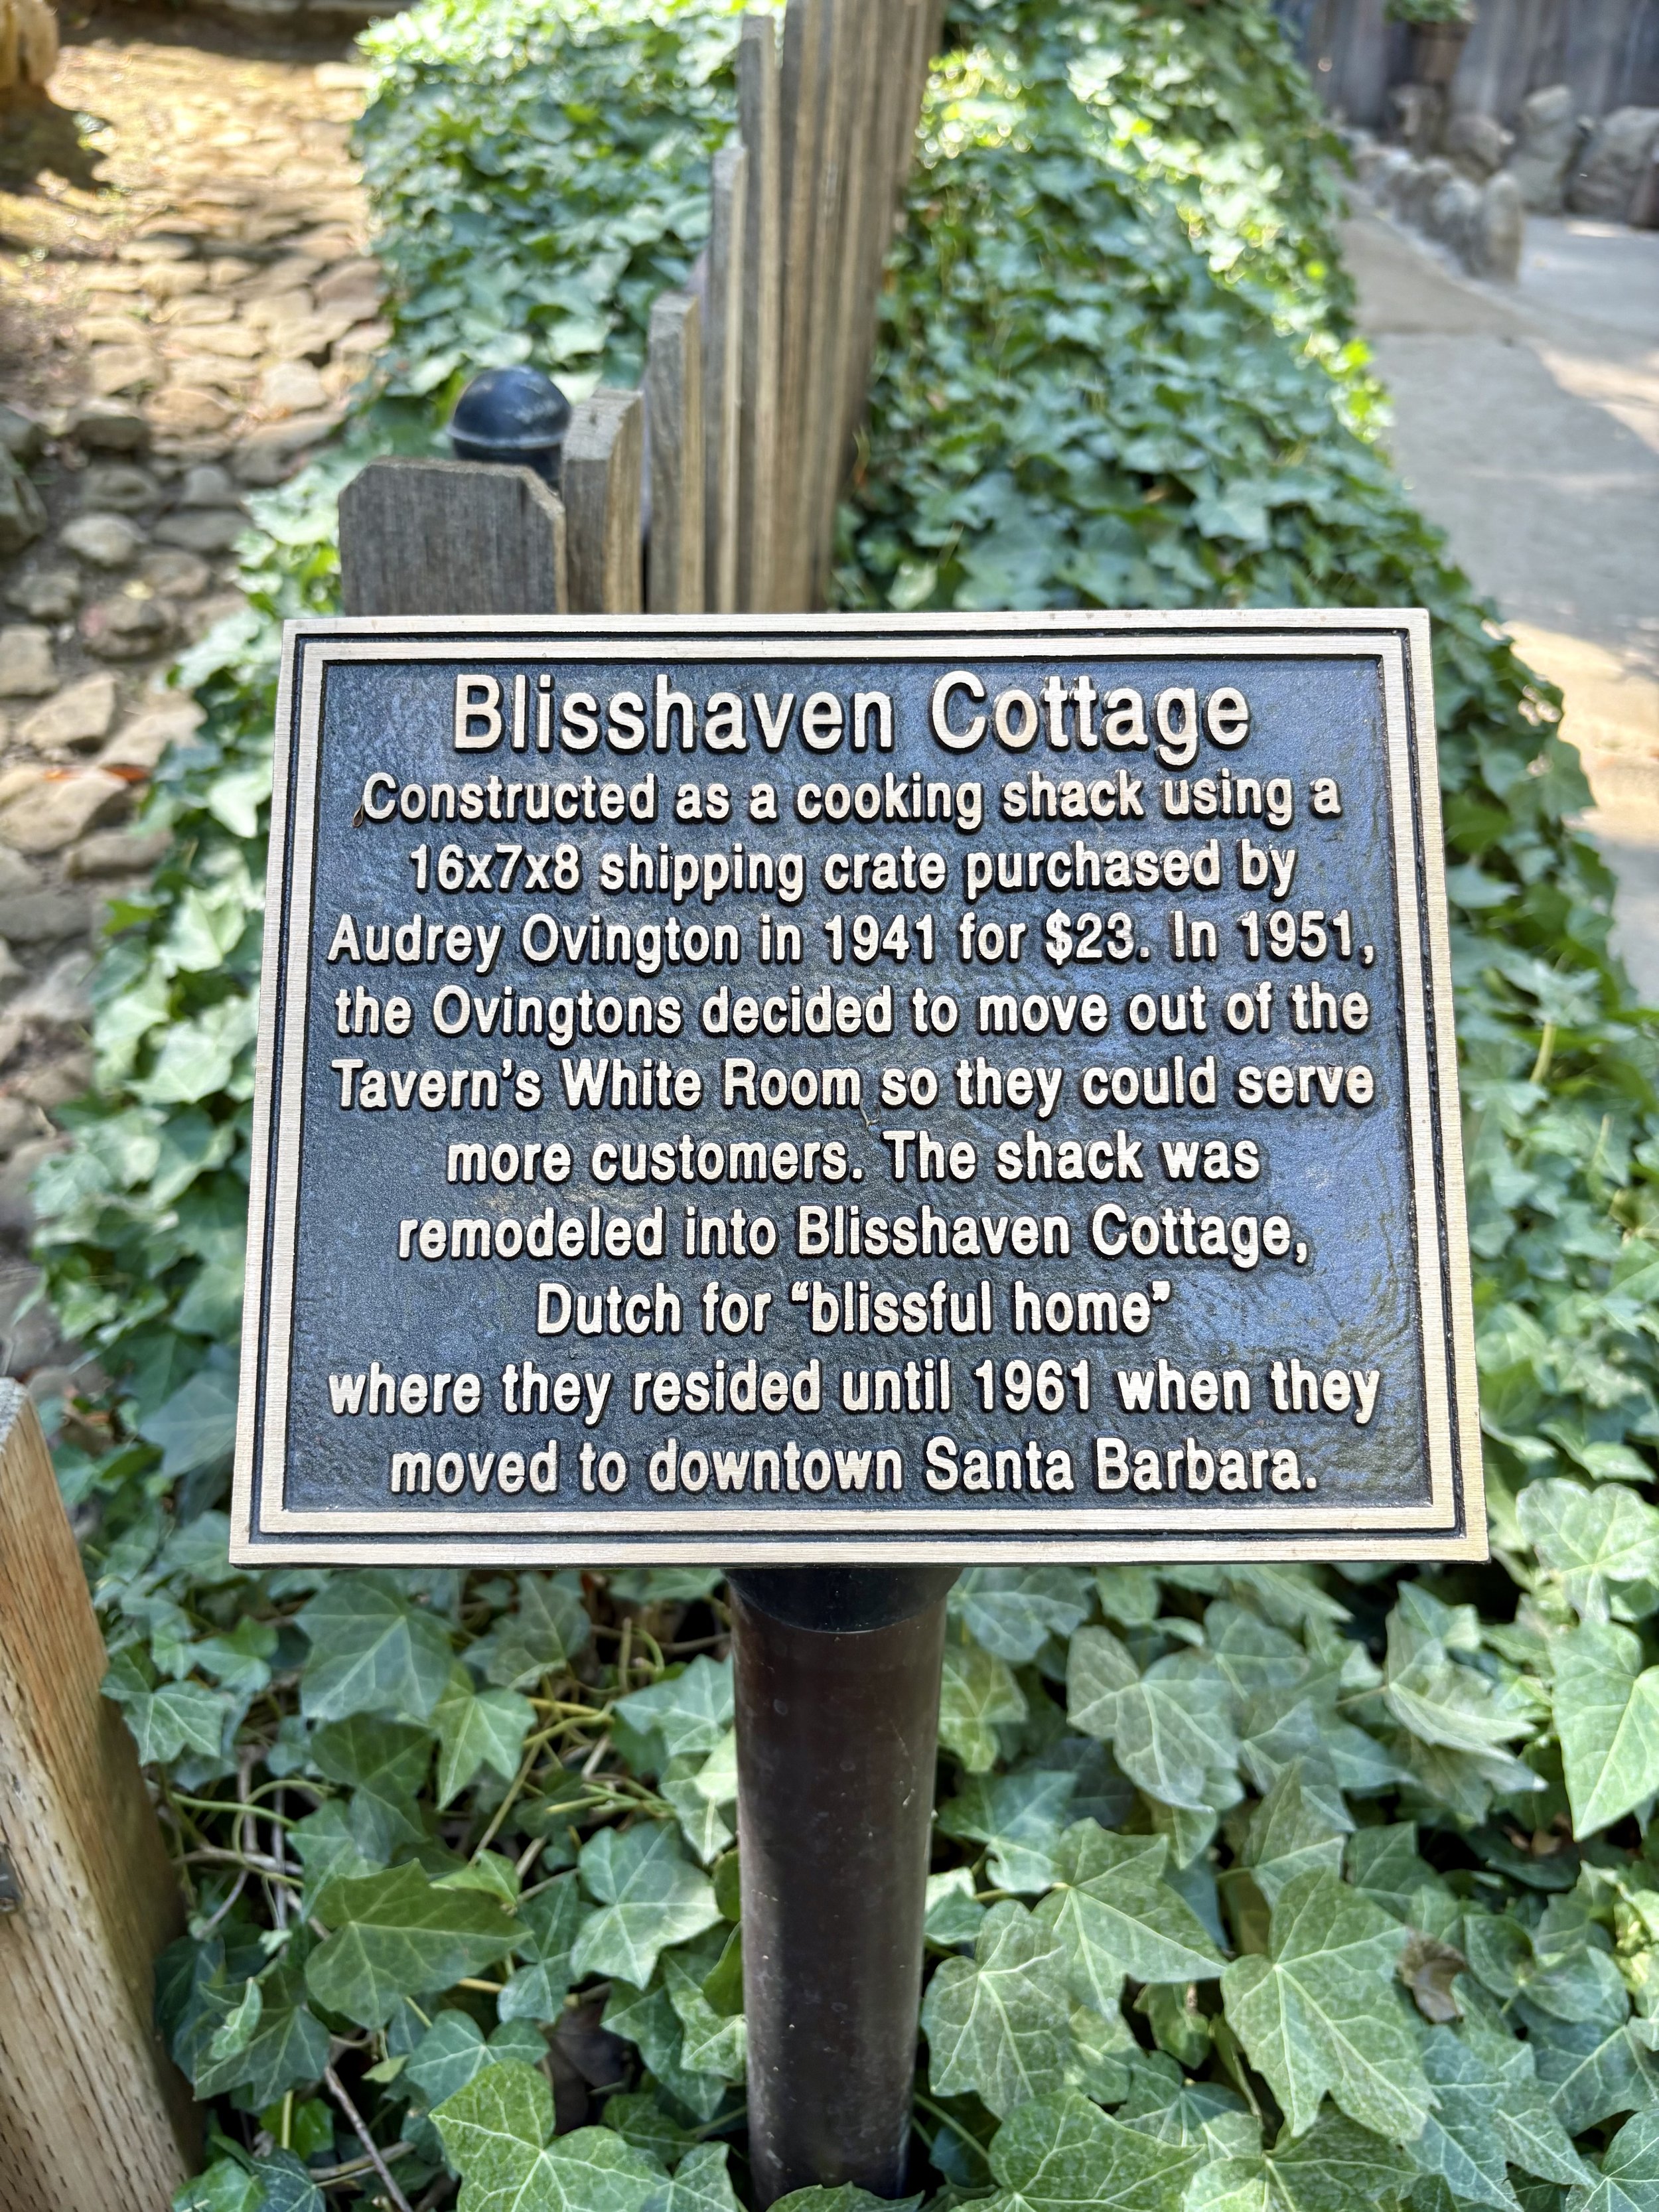 Blisshaven Cottage
Constructed as a cooking shack using a
16x7x8 shipping crate purchased by
Audrey Ovington in 1941 for $23. In 1951,
the Ovingtons decided to move out of the
Tavern’s White Room so they could serve
more customers. The shack was
remodeled into Blisshaven Cottage,
Dutch for “blissful home”
where they resided until 1961 when they
moved to downtown Santa Barbara.